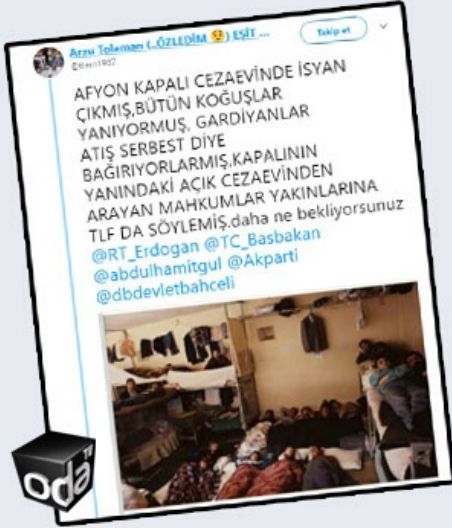 Arzu Toleman (..ÖZLEDİM 😢) EŞİT ...
Takip et
AFYON KAPALI CEZAEVİNDE İSYAN
ÇIKMIŞ,BÜTÜN KOĞUŞLAR
YANIYORMUŞ, GARDİYANLAR
ATIŞ SERBEST DİYE
BAĞIRIYORLARMIŞ.KAPALININ
YANINDAKİ AÇIK CEZAEVİNDEN
ARAYAN MAHKUMLAR YAKINLARINA
TLF DA SÖYLEMİŞ.daha ne bekliyorsunuz
@RT_Erdogan @TC_Basbakan
@abdulhamitgul @Akparti
@dbdevletbahceli
oda TV